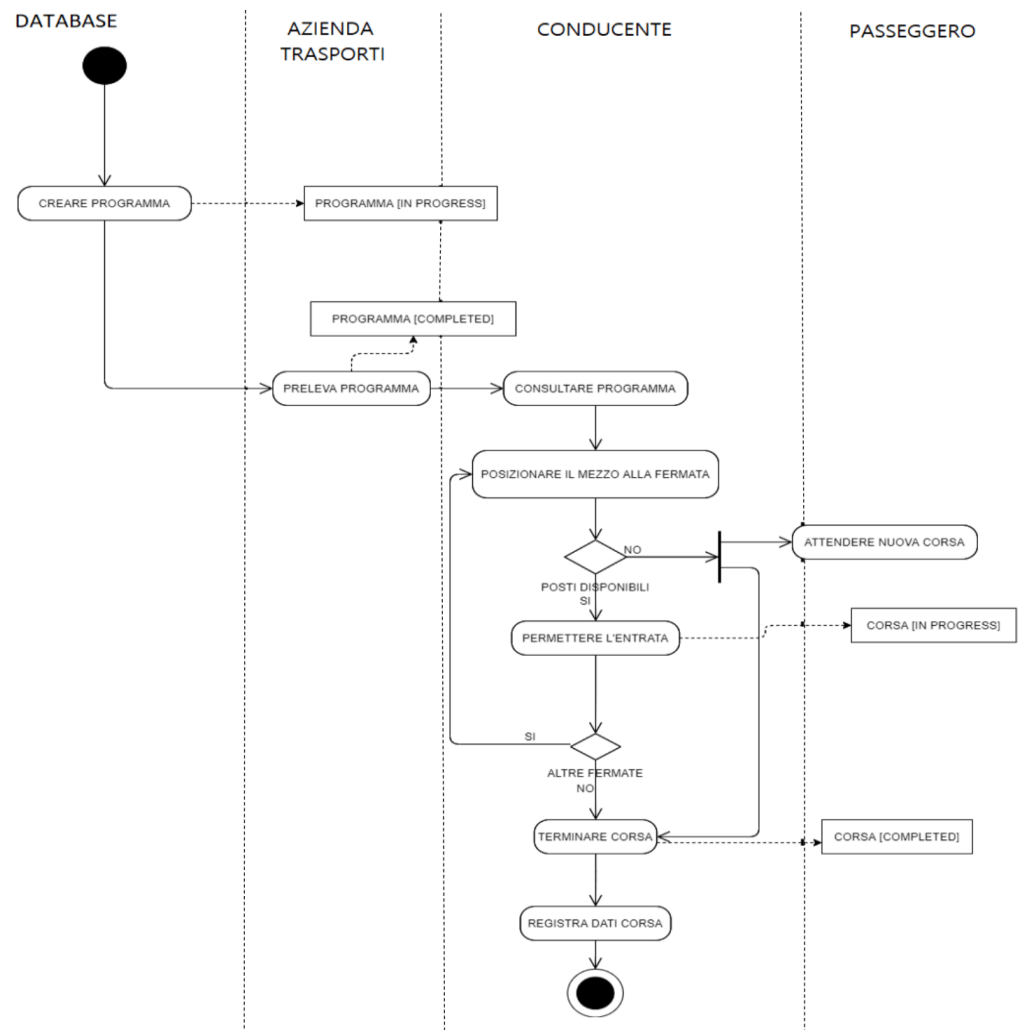 DATABASE
AZIENDA
TRASPORTI
CONDUCENTE
PASSEGGERO
CREARE PROGRAMMA
PROGRAMMA [IN PROGRESS]
PROGRAMMA [COMPLETED]
PRELEVA PROGRAMMA
CONSULTARE PROGRAMMA
POSIZIONARE IL MEZZO ALLA FERMATA
NO
ATTENDERE NUOVA CORSA
POSTI DISPONIBILI
SI
PERMETTERE L'ENTRATA
CORSA [IN PROGRESS]
SI
ALTRE FERMATE
NO
TERMINARE CORSA
CORSA [COMPLETED]
REGISTRA DATI CORSA